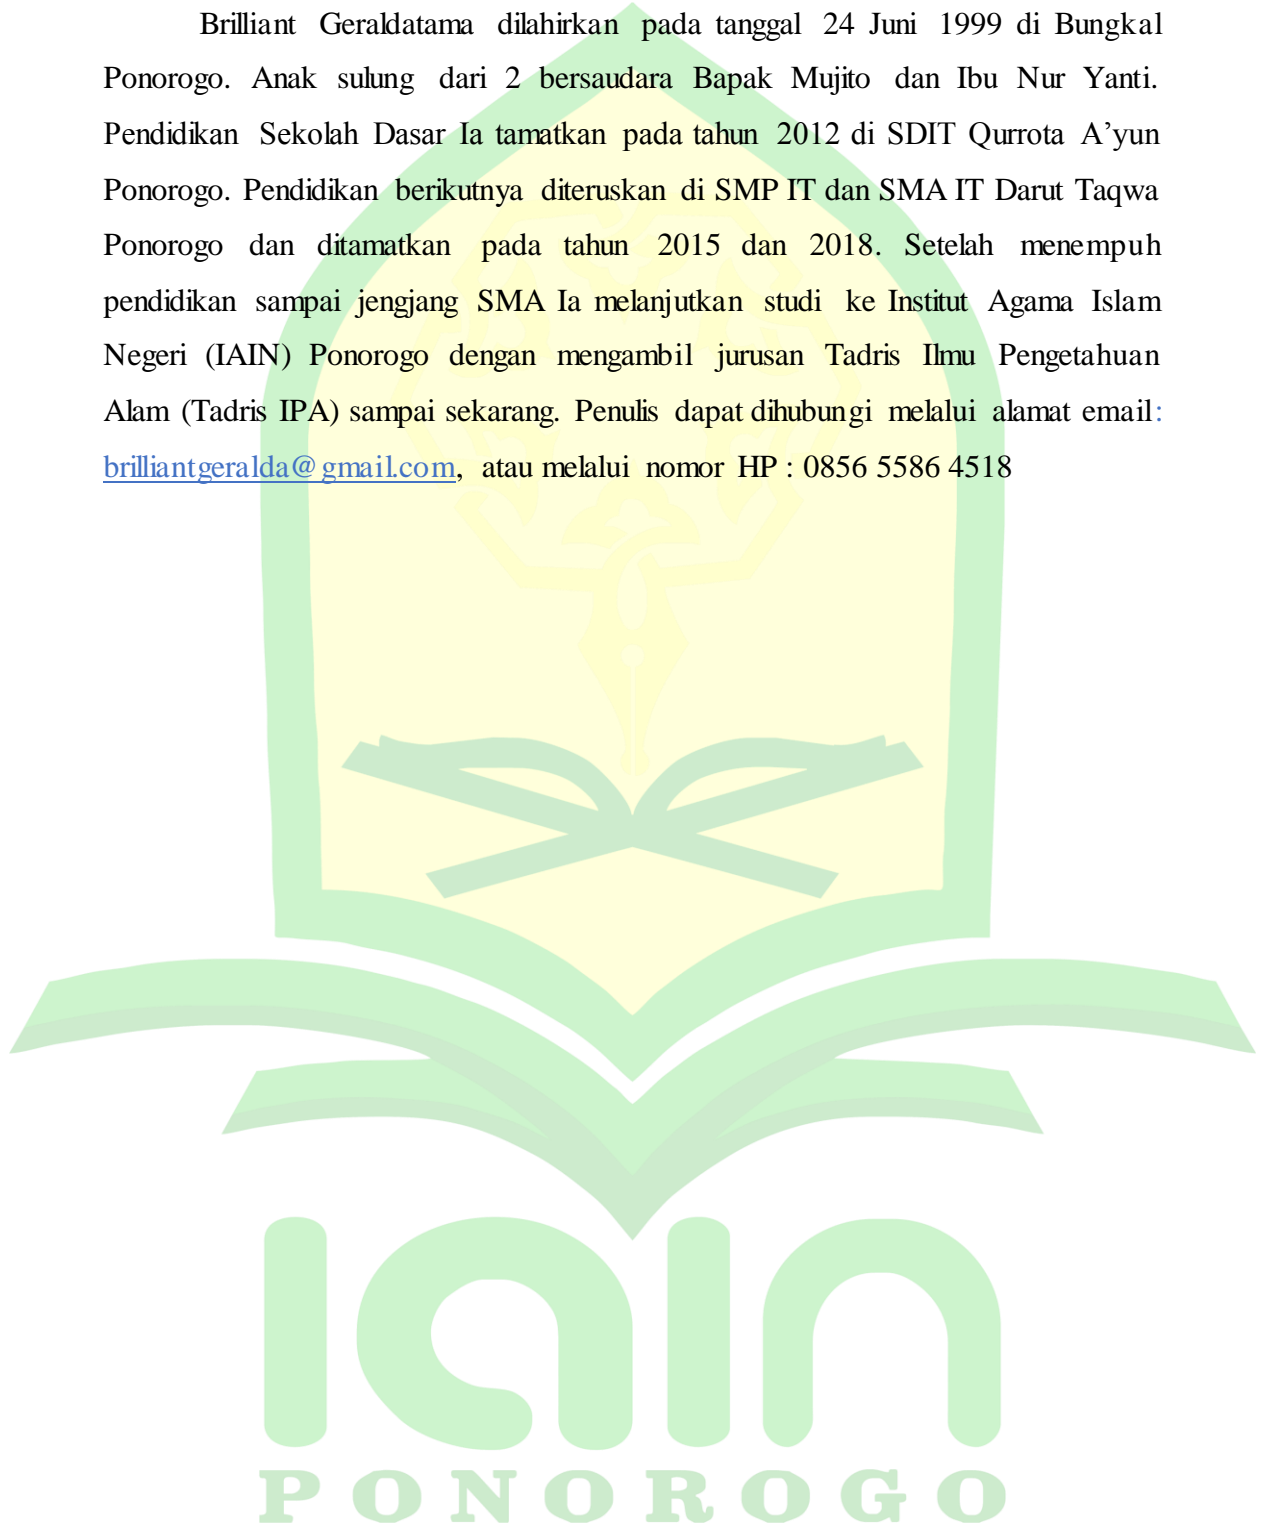 Brilliant Geraldatama dilahirkan pada tanggal 24 Juni 1999 di Bungkal
Ponorogo. Anak sulung dari 2 bersaudara Bapak Mujito dan Ibu Nur Yanti.
Pendidikan Sekolah Dasar Ia tamatkan pada tahun 2012 di SDIT Qurrota A’yun
Ponorogo. Pendidikan berikutnya diteruskan di SMP IT dan SMA IT Darut Taqwa
Ponorogo dan ditamatkan pada tahun 2015 dan 2018. Setelah menempuh
pendidikan sampai jengjang SMA Ia melanjutkan studi ke Institut Agama Islam
Negeri (IAIN) Ponorogo dengan mengambil jurusan Tadris Ilmu Pengetahuan
Alam (Tadris IPA) sampai sekarang. Penulis dapat dihubungi melalui alamat email:
brilliantgeralda@gmail.com, atau melalui nomor HP : 0856 5586 4518
iain
PONOROGO